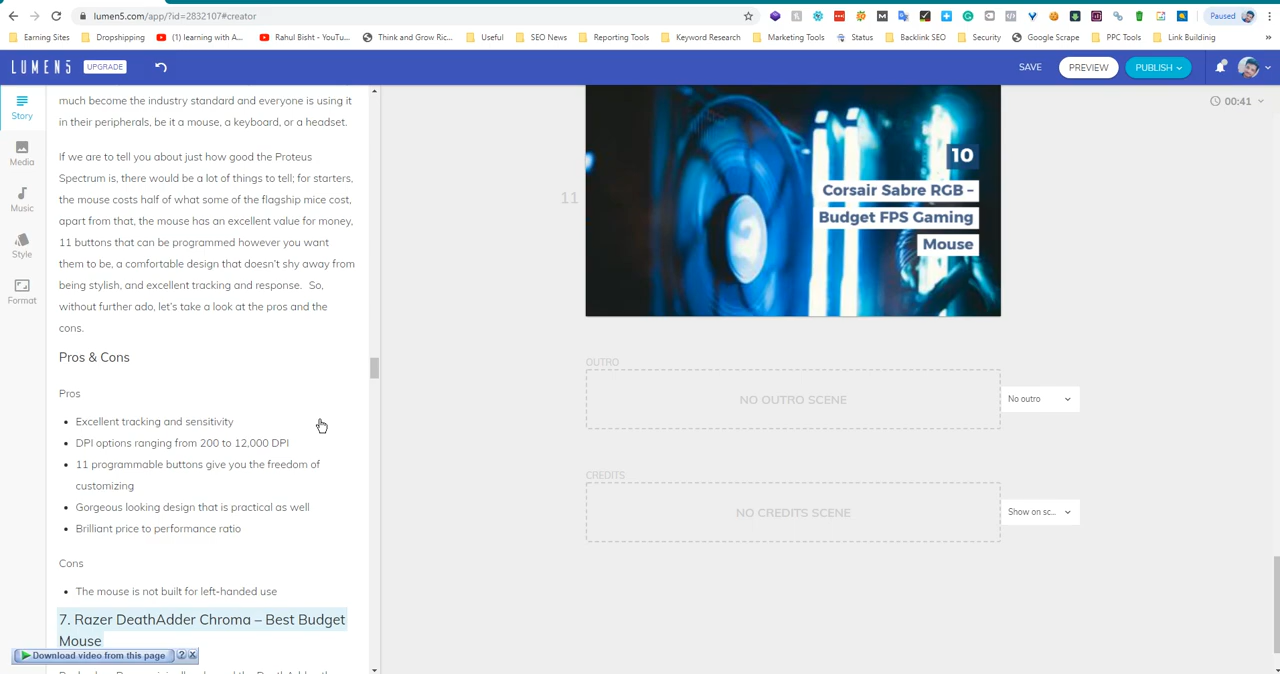 lumen5.com/app/?id=2832107#creator
Paused
Earning Sites
Dropshipping
(1) learning with A...
Rahul Bisht - YouTu...
Think and Grow Ric...
Useful
SEO News
Reporting Tools
Keyword Research
Marketing Tools
Status
Backlink SEO
Security
Google Scrape
PPC Tools
Link Buildinig
»
LUMEN5
UPGRADE
SAVE
PREVIEW
PUBLISH
Story
Media
Music
Style
Format
much become the industry standard and everyone is using it
in their peripherals, be it a mouse, a keyboard, or a headset.
If we are to tell you about just how good the Proteus
Spectrum is, there would be a lot of things to tell; for starters,
the mouse costs half of what some of the flagship mice cost,
apart from that, the mouse has an excellent value for money,
11 buttons that can be programmed however you want
them to be, a comfortable design that doesn't shy away from
being stylish, and excellent tracking and response. So,
without further ado, let's take a look at the pros and the
cons.
Pros & Cons
Pros
Excellent tracking and sensitivity
DPI options ranging from 200 to 12,000 DPI
11 programmable buttons give you the freedom of
customizing
Gorgeous looking design that is practical as well
Brilliant price to performance ratio
Cons
The mouse is not built for left-handed use
7. Razer DeathAdder Chroma – Best Budget
Mouse
Download video from this page
?
X
00:41
11
10
Corsair Sabre RGB –
Budget FPS Gaming
Mouse
OUTRO
NO OUTRO SCENE
No outro
CREDITS
NO CREDITS SCENE
Show on sc...